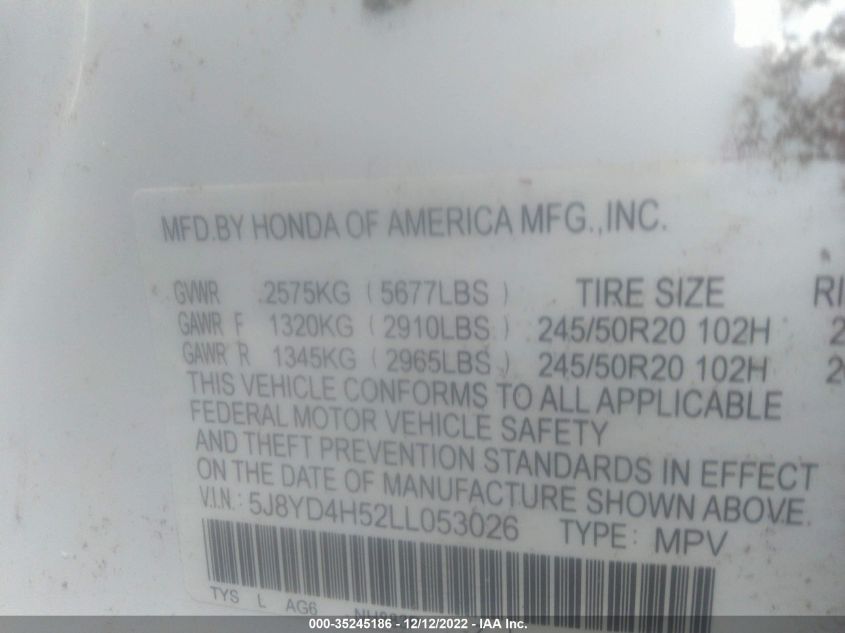 MFD.BY HONDA OF AMERICA MFG.,INC.
GVWR 2575KG (5677LBS) TIRE SIZE RI
GAWR F 1320KG (2910LBS) 245/50R20 102H 2
GAWR R 1345KG (2965LBS) 245/50R20 102H 2
THIS VEHICLE CONFORMS TO ALL APPLICABLE
FEDERAL MOTOR VEHICLE SAFETY
AND THEFT PREVENTION STANDARDS IN EFFECT
ON THE DATE OF MANUFACTURE SHOWN ABOVE.
V.I.N.: 5J8YD4H52LL053026 TYPE: MPV
TYS L AG6
000-35245186 - 12/12/2022 - IAA Inc.